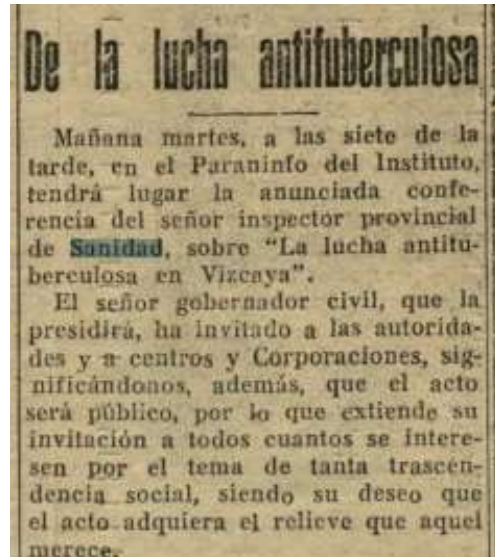 De la lucha antituberculosa
Mañana martes, a las siete de la
tarde, en el Paraninfo del Instituto,
tendrá lugar la anunciada confe-
rencia del señor inspector provincial
de Sanidad, sobre "La lucha antitu-
berculosa en Vizcaya".
El señor gobernador civil, que la
presidirá, ha invitado a las autorida-
des y a centros y Corporaciones, sig-
nificándonos, además, que el acto
será público, por lo que extiende su
invitación a todos cuantos se intere-
sen por el tema de tanta trascen-
dencia social, siendo su deseo que
el acto adquiera el relieve que aquel
merece.